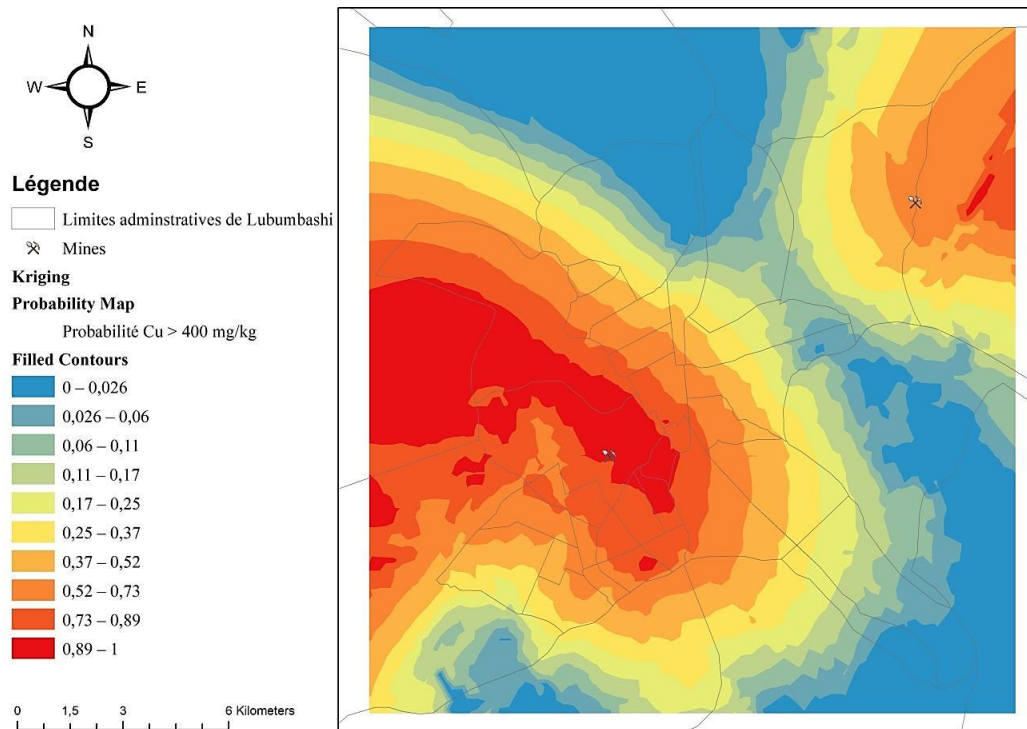 N
W E
S
Légende
Limites adminstratives de Lubumbashi
Mines
Kriging
Probability Map
Probabilité Cu > 400 mg/kg
Filled Contours
0 – 0,026
0,026 – 0,06
0,06 – 0,11
0,11 – 0,17
0,17 – 0,25
0,25 – 0,37
0,37 – 0,52
0,52 – 0,73
0,73 – 0,89
0,89 – 1
0 1,5 3 6 Kilometers